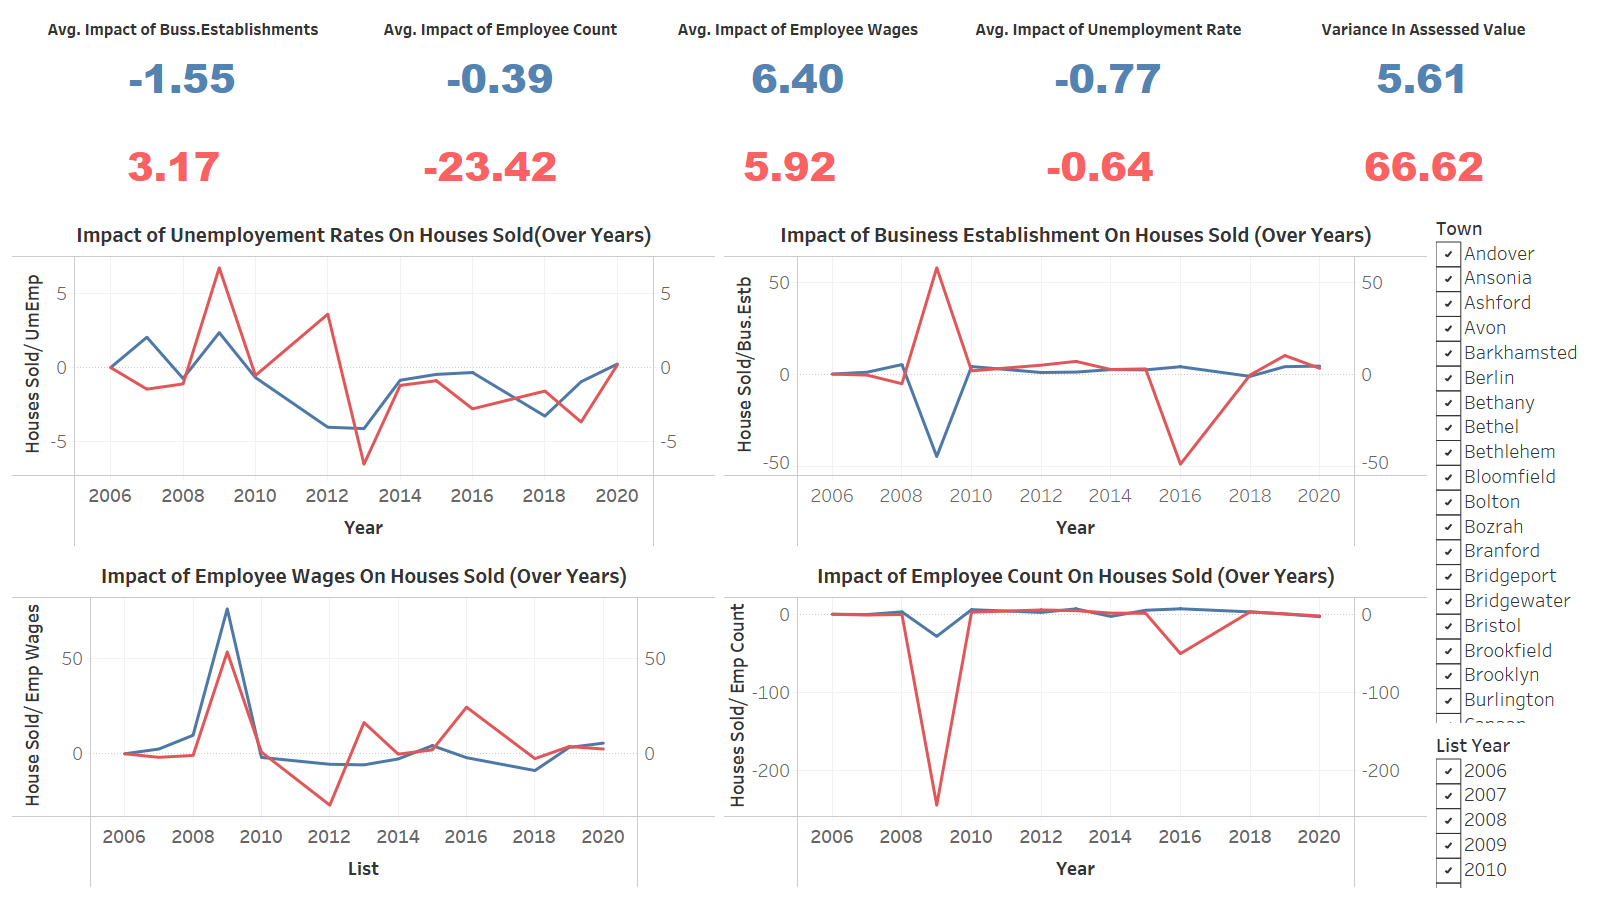 Avg. Impact of Buss.Establishments
Avg. Impact of Employee Count
Avg. Impact of Employee Wages
Avg. Impact of Unemployment Rate
Variance In Assessed Value
-1.55
-0.39
6.40
-0.77
5.61
3.17
-23.42
5.92
-0.64
66.62
Impact of Unemployement Rates On Houses Sold(Over Years)
Houses Sold/ UmEmp
5
0
-5
5
0
-5
2006 2008 2010 2012 2014 2016 2018 2020
Year
Impact of Business Establishment On Houses Sold (Over Years)
House Sold/Bus.Estb
50
0
-50
50
0
-50
2006 2008 2010 2012 2014 2016 2018 2020
Year
Impact of Employee Wages On Houses Sold (Over Years)
House Sold/ Emp Wages
50
0
50
0
2006 2008 2010 2012 2014 2016 2018 2020
List
Impact of Employee Count On Houses Sold (Over Years)
Houses Sold/ Emp Count
0
-100
-200
0
-100
-200
2006 2008 2010 2012 2014 2016 2018 2020
Year
Town
Andover
Ansonia
Ashford
Avon
Barkhamsted
Berlin
Bethany
Bethel
Bethlehem
Bloomfield
Bolton
Bozrah
Branford
Bridgeport
Bridgewater
Bristol
Brookfield
Brooklyn
Burlington
List Year
2006
2007
2008
2009
2010